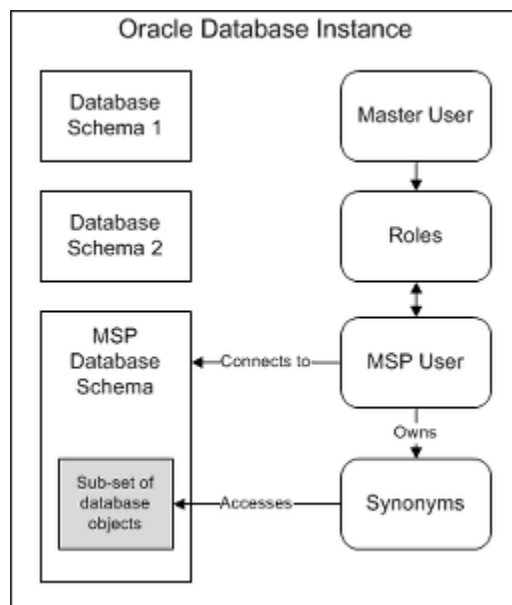 Oracle Database Instance
Database
Schema 1
Master User
Database
Schema 2
Roles
MSP
Database
Schema
Connects to
MSP User
Owns
Sub-set of
database
objects
Accesses
Synonyms